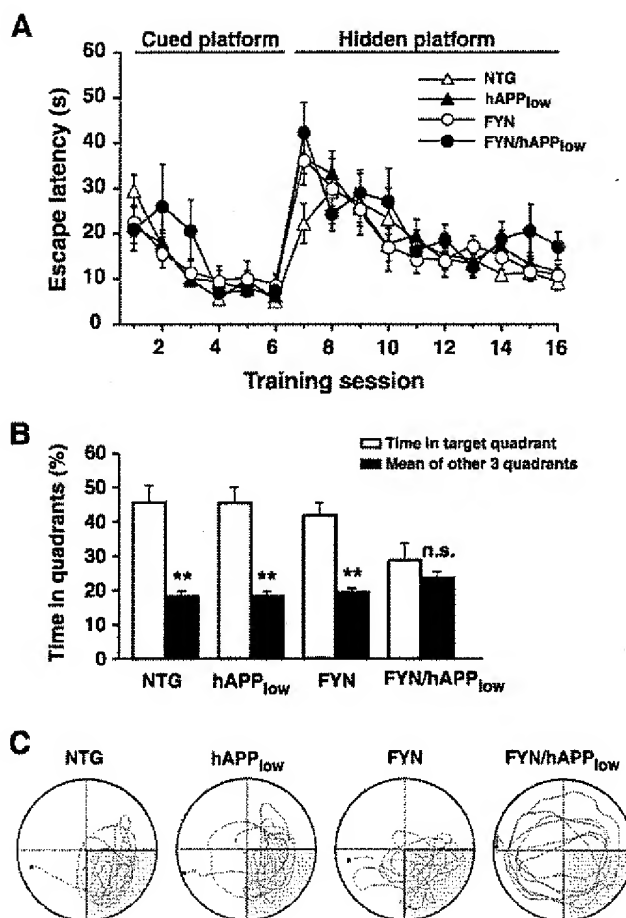 A
Cued platform Hidden platform
60
50
40
30
20
10
0
Escape latency (s)
NTG
hAPPlow
FYN
FYN/hAPPlow
2 4 6 8 10 12 14 16
Training session
B
Time in target quadrant
Mean of other 3 quadrants
60
50
40
30
20
10
0
Time in quadrants (%)
** ** ** n.s.
NTG hAPPlow FYN FYN/hAPPlow
C
NTG hAPPlow FYN FYN/hAPPlow